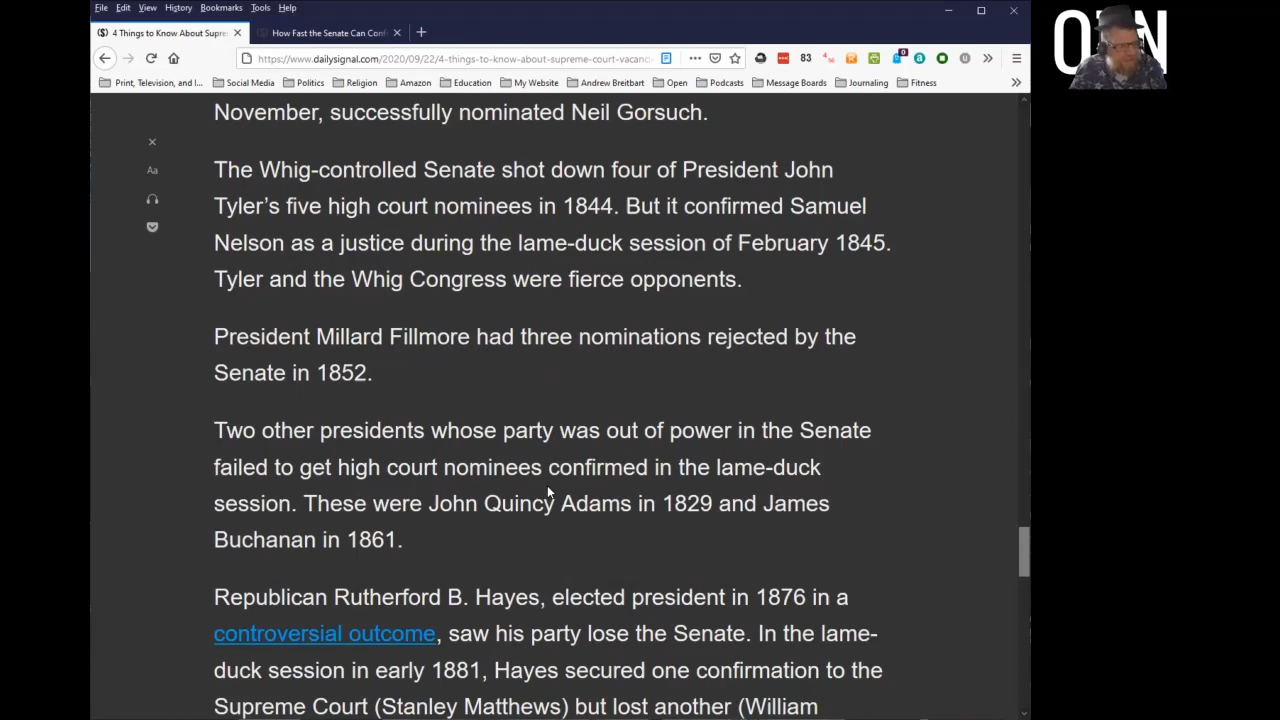 File Edit View History Bookmarks Tools Help
4 Things to Know About Supre
How Fast the Senate Can Conf
https://www.dailysignal.com/2020/09/22/4-things-to-know-about-supreme-court-vacanci
83
0
Print, Television, and I... Social Media Politics Religion Amazon Education My Website Andrew Breitbart Open Podcasts Message Boards Journaling Fitness
Aa
November, successfully nominated Neil Gorsuch.
The Whig-controlled Senate shot down four of President John
Tyler’s five high court nominees in 1844. But it confirmed Samuel
Nelson as a justice during the lame-duck session of February 1845.
Tyler and the Whig Congress were fierce opponents.
President Millard Fillmore had three nominations rejected by the
Senate in 1852.
Two other presidents whose party was out of power in the Senate
failed to get high court nominees confirmed in the lame-duck
session. These were John Quincy Adams in 1829 and James
Buchanan in 1861.
Republican Rutherford B. Hayes, elected president in 1876 in a
controversial outcome, saw his party lose the Senate. In the lame-
duck session in early 1881, Hayes secured one confirmation to the
Supreme Court (Stanley Matthews) but lost another (William